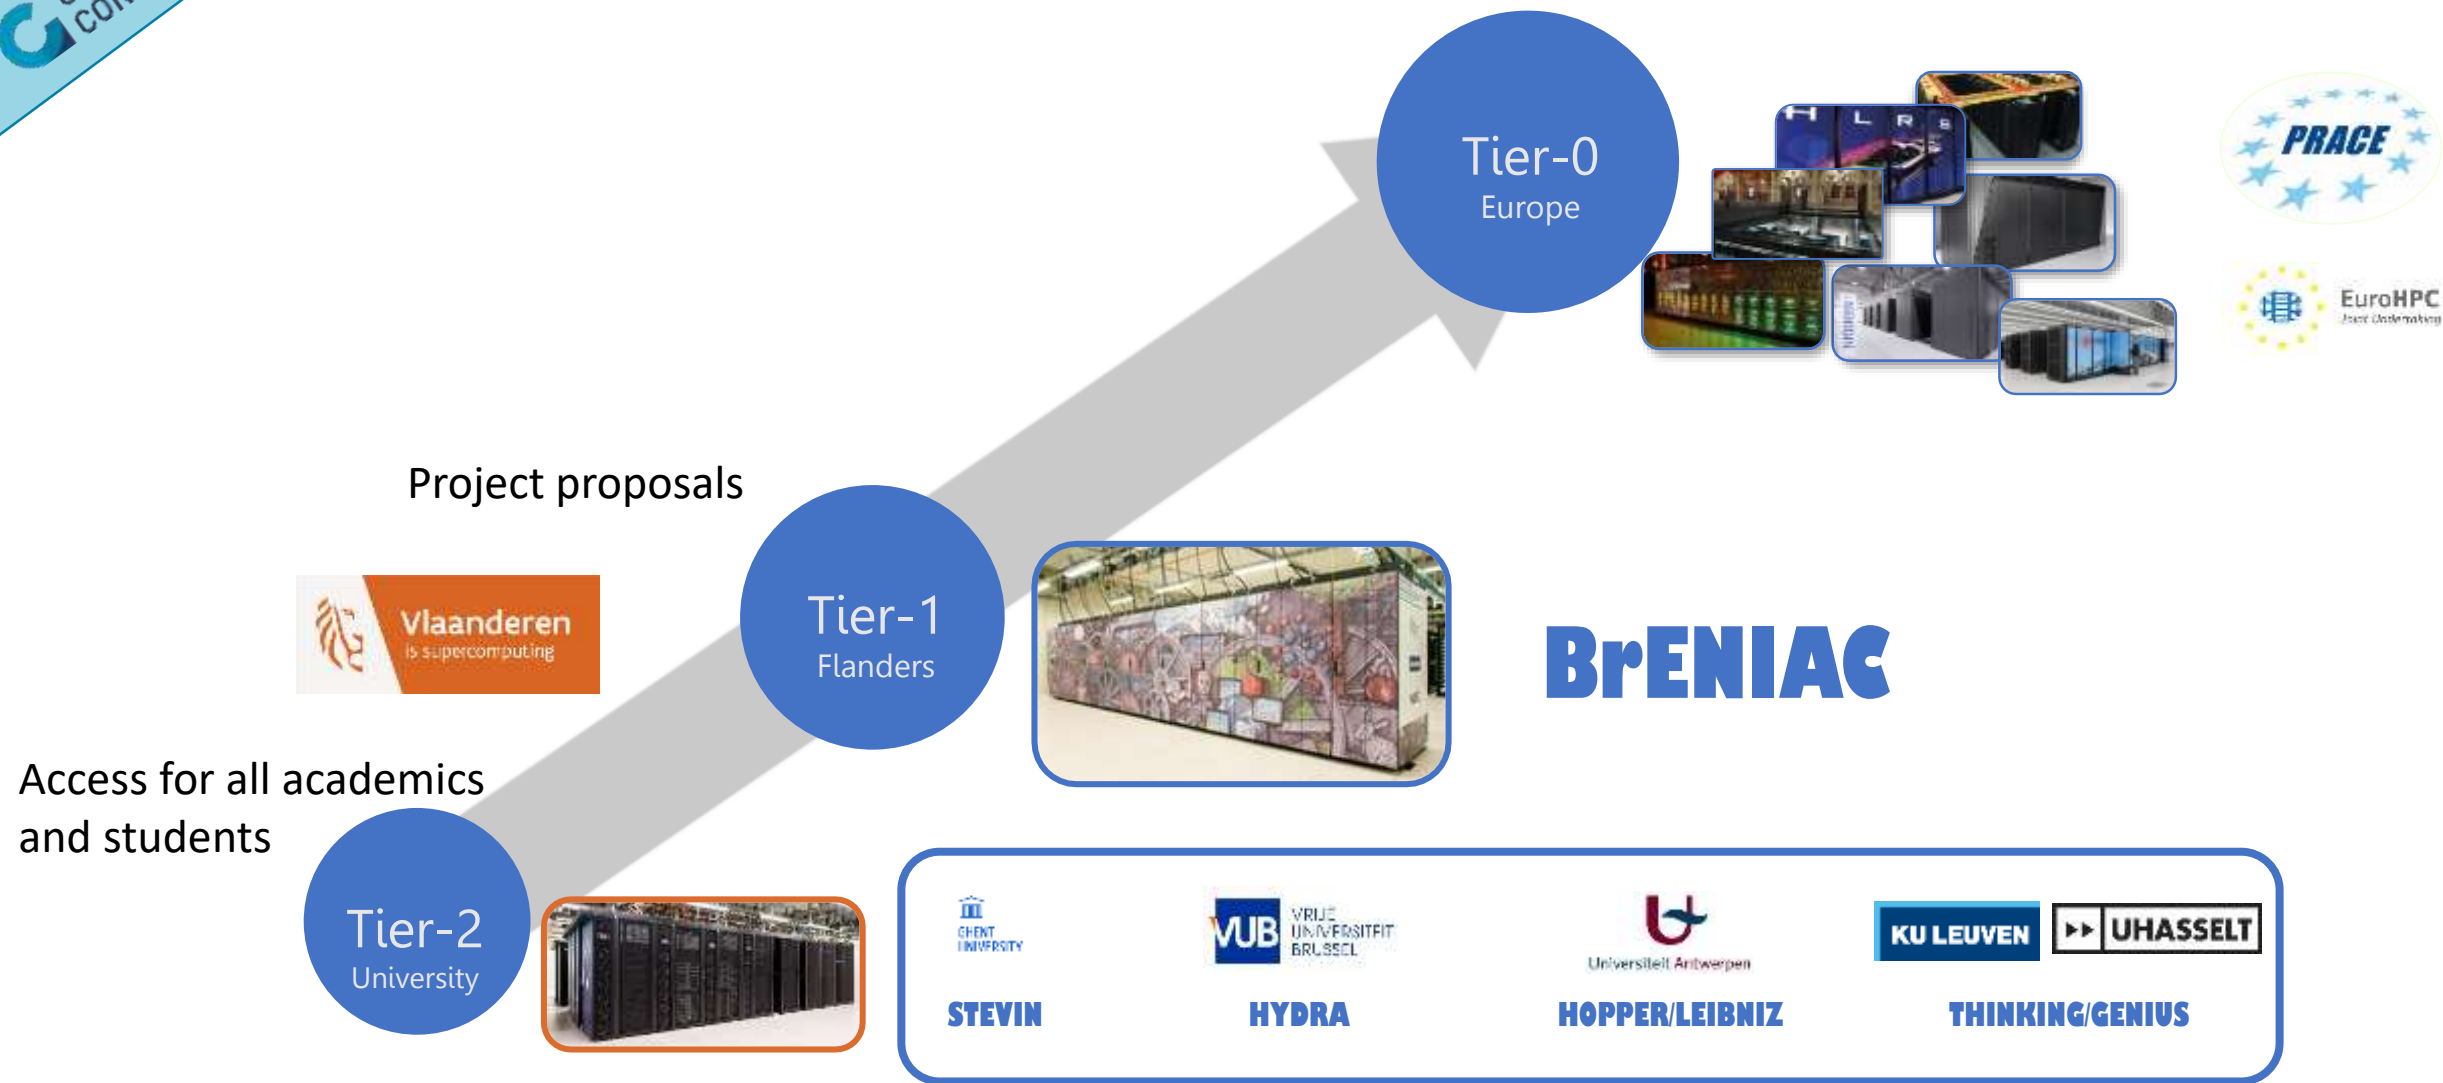 Tier-0
Europe
H L R S
PRACE
EuroHPC
Joint Undertaking
Project proposals
Vlaanderen
is supercomputing
Tier-1
Flanders
BrENIAC
Access for all academics
and students
Tier-2
University
GHENT
UNIVERSITY
VUB
VRIJE
UNIVERSITEIT
BRUSSEL
Universiteit Antwerpen
KU LEUVEN
UHASSELT
STEVIN
HYDRA
HOPPER/LEIBNIZ
THINKING/GENIUS